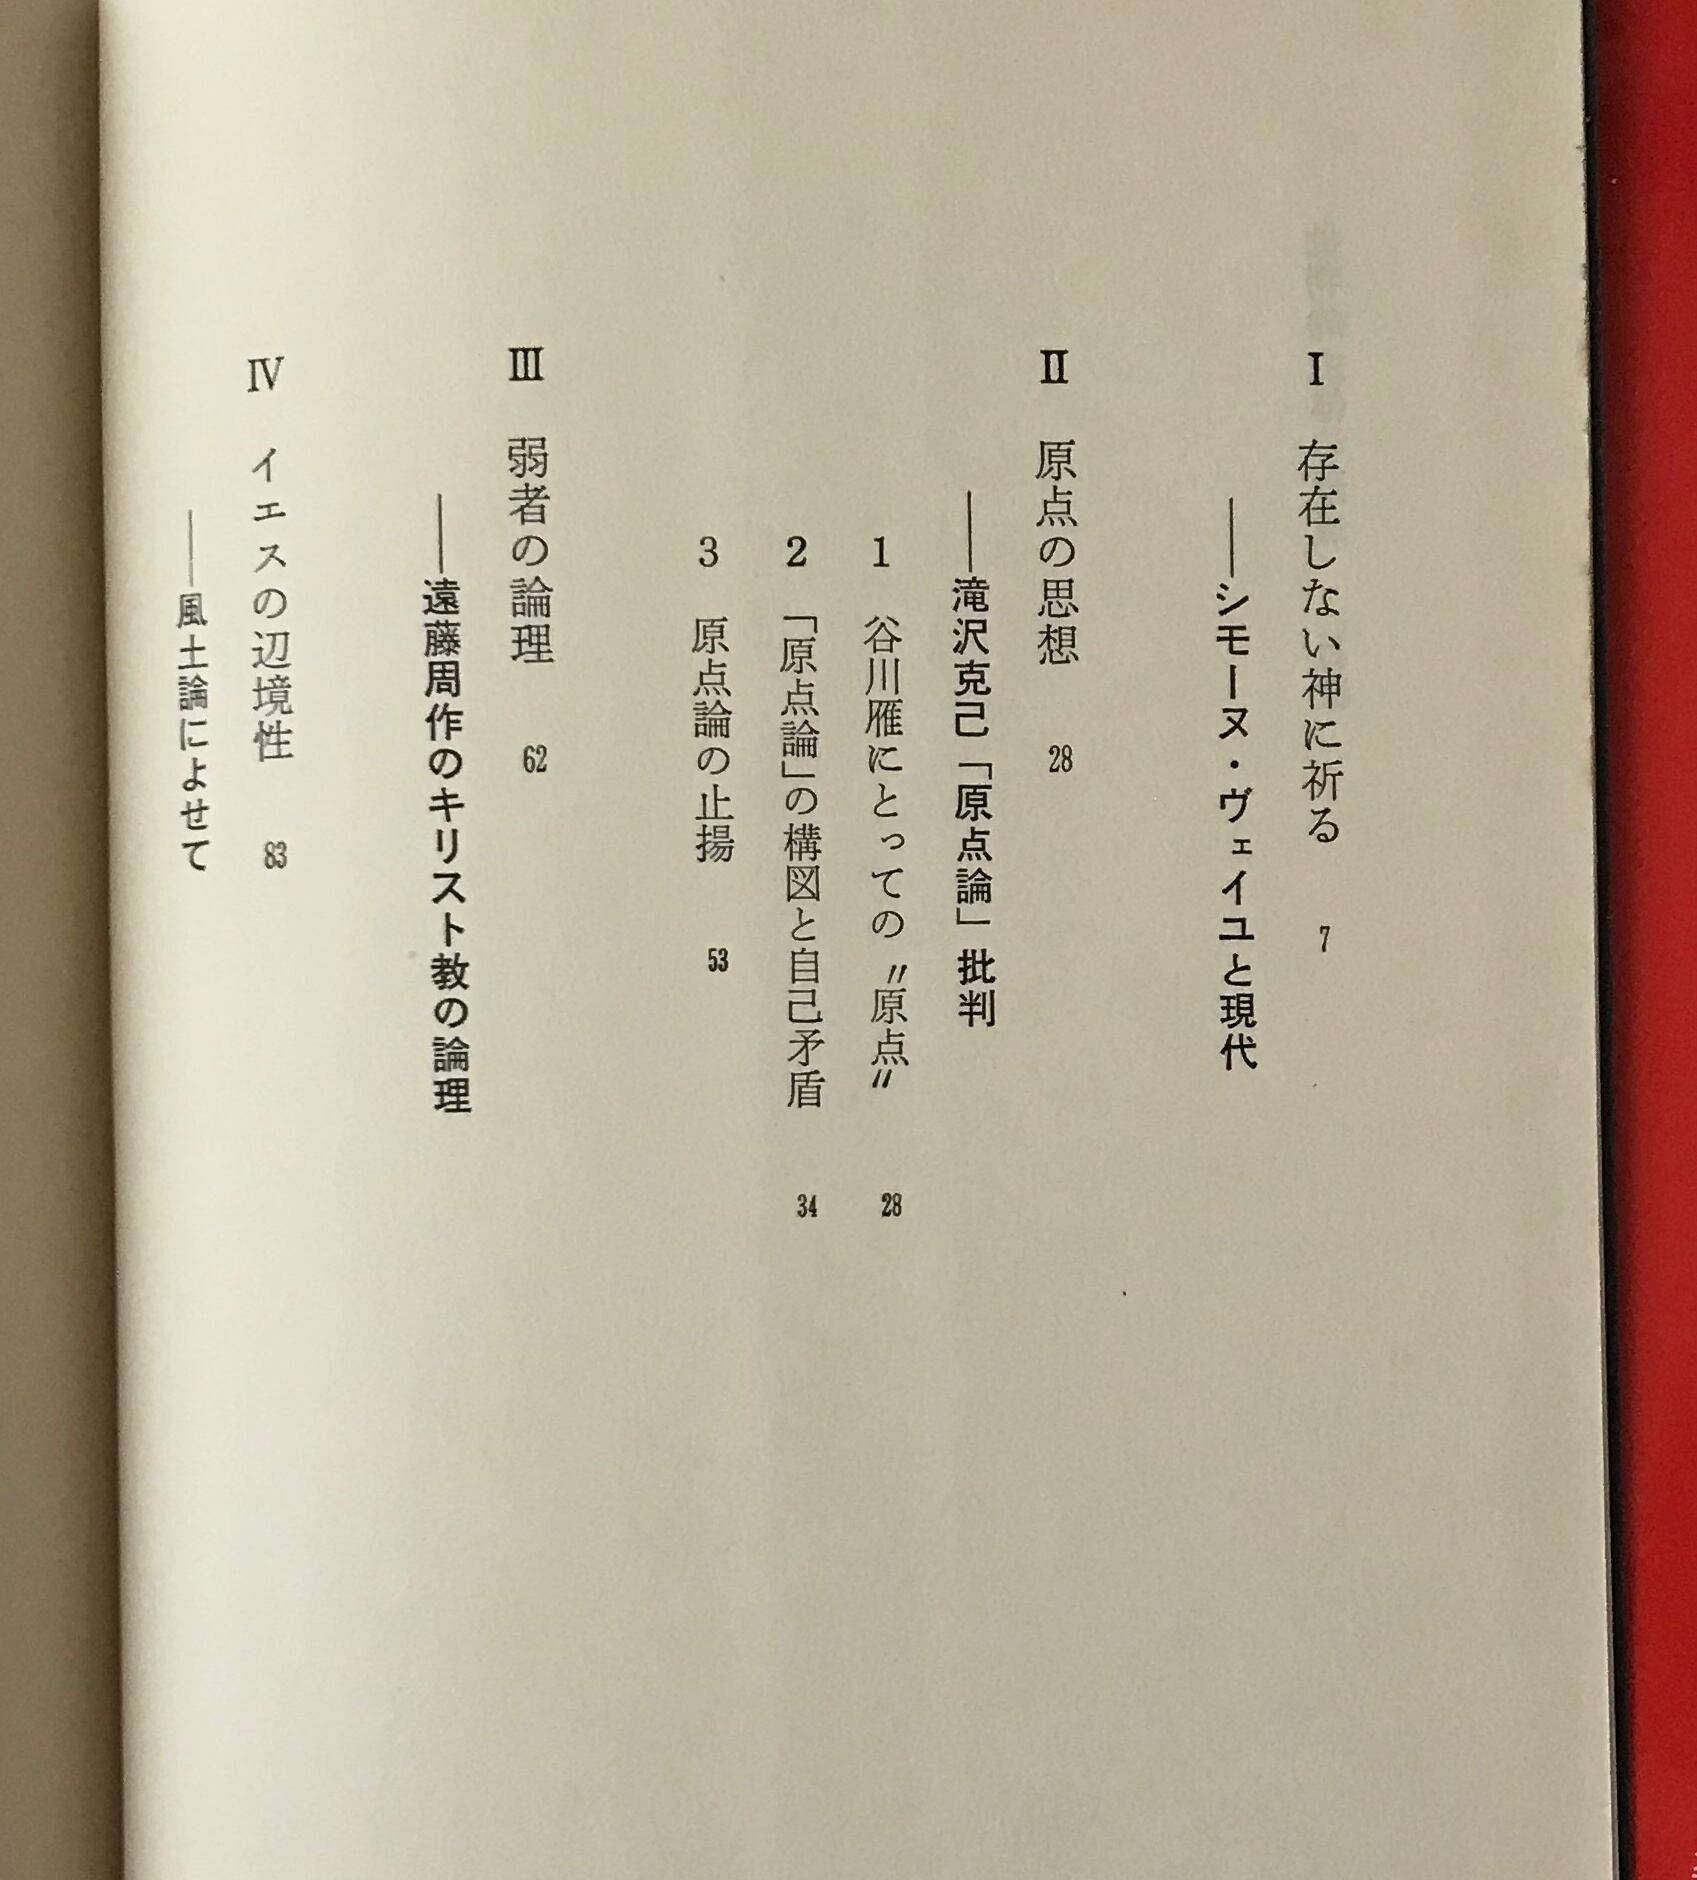 I 存在しない神に祈る 7
――シモーヌ・ヴェイユと現代
II 原点の思想 28
――滝沢克己「原点論」批判
1 谷川雁にとっての〃原点〃 28
2 「原点論」の構図と自己矛盾 34
3 原点論の止揚 53
III 弱者の論理 62
――遠藤周作のキリスト教の論理
IV イエスの辺境性 83
――風土論によせて